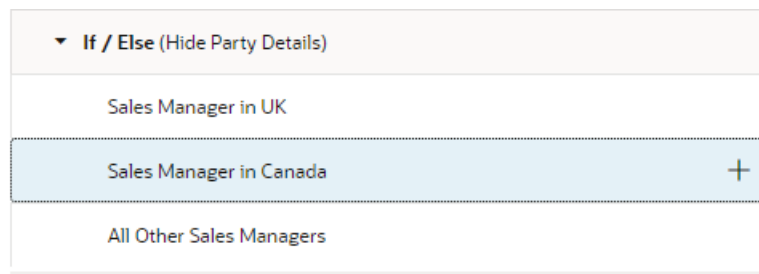 If / Else (Hide Party Details)
Sales Manager in UK
Sales Manager in Canada
All Other Sales Managers